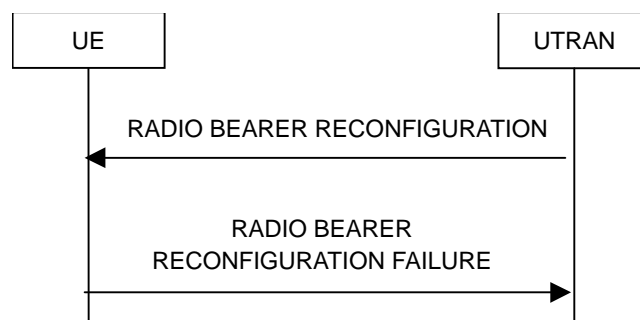 UE
UTRAN
RADIO BEARER RECONFIGURATION
RADIO BEARER
RECONFIGURATION FAILURE